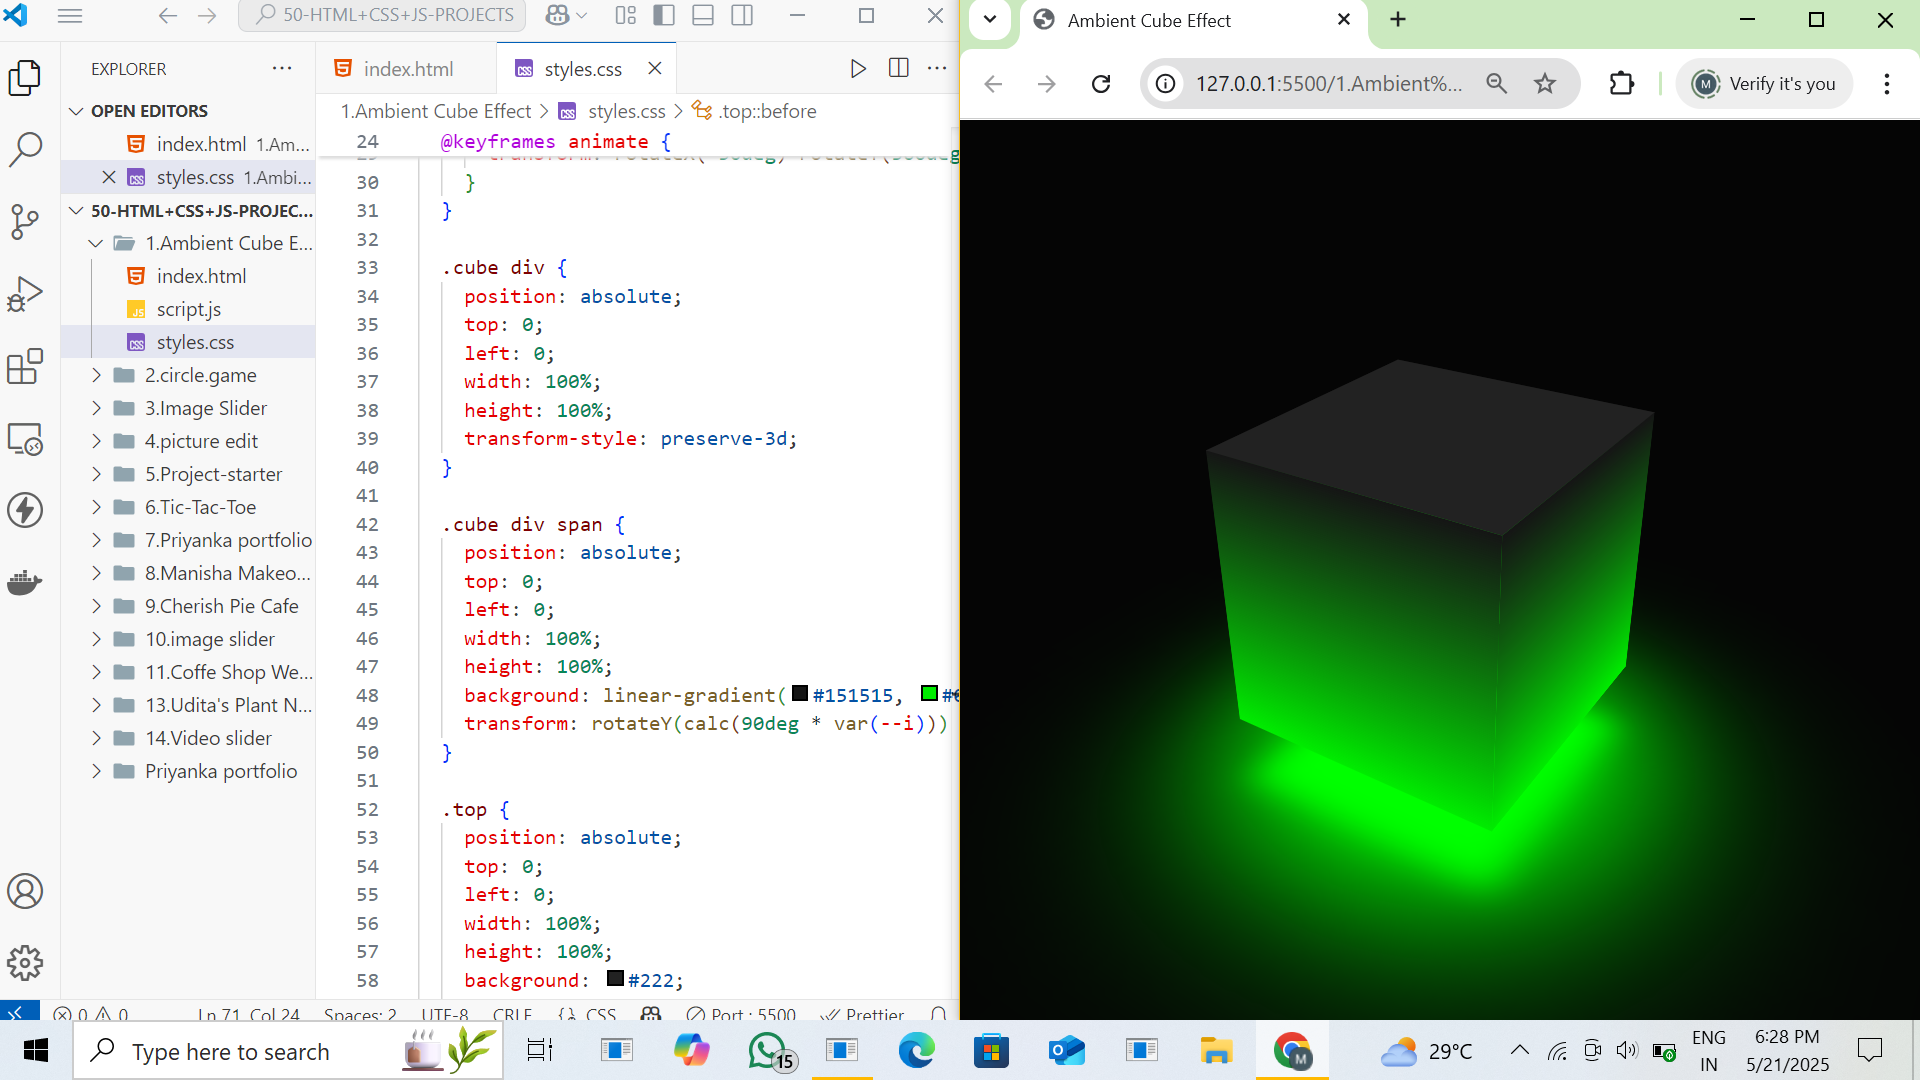 50-HTML+CSS+JS-PROJECTS
EXPLORER
OPEN EDITORS
index.html 1.Am...
styles.css 1.Ambi...
50-HTML+CSS+JS-PROJEC...
1.Ambient Cube E...
index.html
script.js
styles.css
2.circle.game
3.Image Slider
4.picture edit
5.Project-starter
6.Tic-Tac-Toe
7.Priyanka portfolio
8.Manisha Makeo...
9.Cherish Pie Cafe
10.image slider
11.Coffe Shop We...
13.Udita's Plant N...
14.Video slider
Priyanka portfolio
index.html
styles.css
1.Ambient Cube Effect > styles.css > .top::before
24 @keyframes animate {
30 }
31 }
32
33 .cube div {
34 position: absolute;
35 top: 0;
36 left: 0;
37 width: 100%;
38 height: 100%;
39 transform-style: preserve-3d;
40 }
41
42 .cube div span {
43 position: absolute;
44 top: 0;
45 left: 0;
46 width: 100%;
47 height: 100%;
48 background: linear-gradient( #151515,
49 transform: rotateY(calc(90deg * var(--i)))
50 }
51
52 .top {
53 position: absolute;
54 top: 0;
55 left: 0;
56 width: 100%;
57 height: 100%;
58 background: #222;
0 0 Ln 71, Col 24 Spaces: 2 UTF-8 CRLF {} CSS Port : 5500 Prettier
Ambient Cube Effect
127.0.0.1:5500/1.Ambient%...
M Verify it's you
Type here to search
15
M
29°C
ENG
IN
6:28 PM
5/21/2025